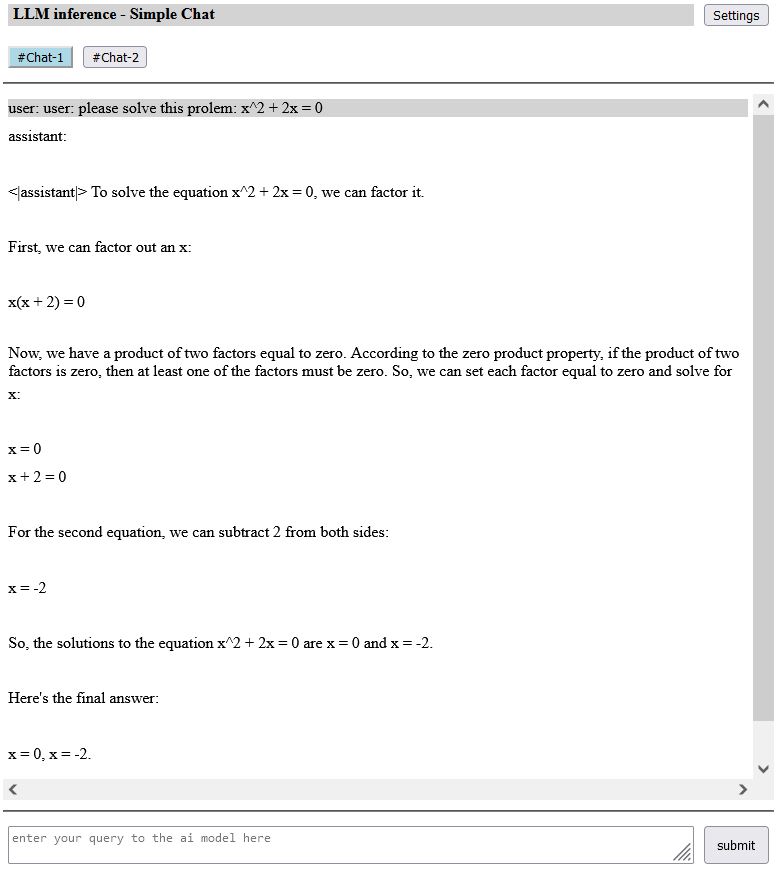 LLM inference - Simple Chat
Settings
#Chat-1
#Chat-2
user: user: please solve this prolem: x^2 + 2x = 0
assistant:
<|assistant|> To solve the equation x^2 + 2x = 0, we can factor it.
First, we can factor out an x:
x(x + 2) = 0
Now, we have a product of two factors equal to zero. According to the zero product property, if the product of two
factors is zero, then at least one of the factors must be zero. So, we can set each factor equal to zero and solve for
x:
x = 0
x + 2 = 0
For the second equation, we can subtract 2 from both sides:
x = -2
So, the solutions to the equation x^2 + 2x = 0 are x = 0 and x = -2.
Here's the final answer:
x = 0, x = -2.
enter your query to the ai model here
submit